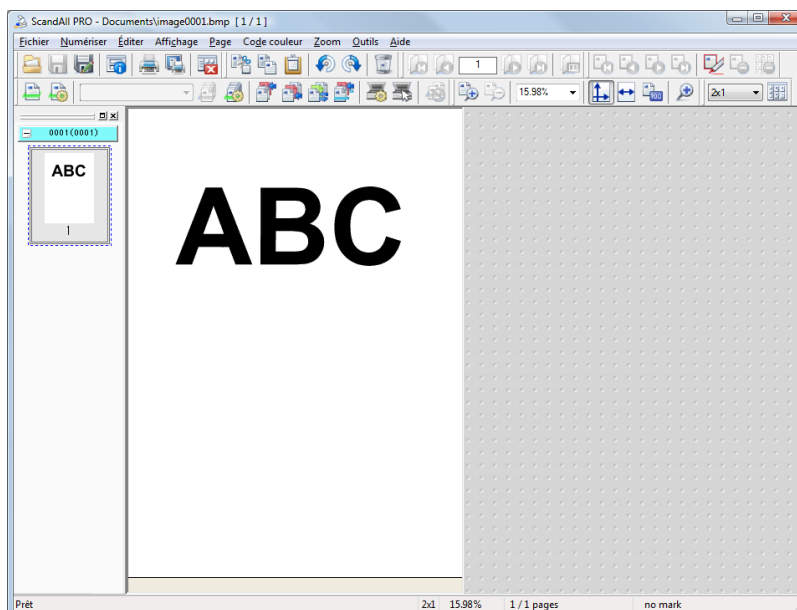 ScandAll PRO - Documents\image0001.bmp [ 1 / 1 ]
Fichier Numériser Éditer Affichage Page Code couleur Zoom Outils Aide
1
15.98% 2x1
0001(0001)
ABC
1
ABC
Prêt 2x1 15.98% 1 / 1 pages no mark